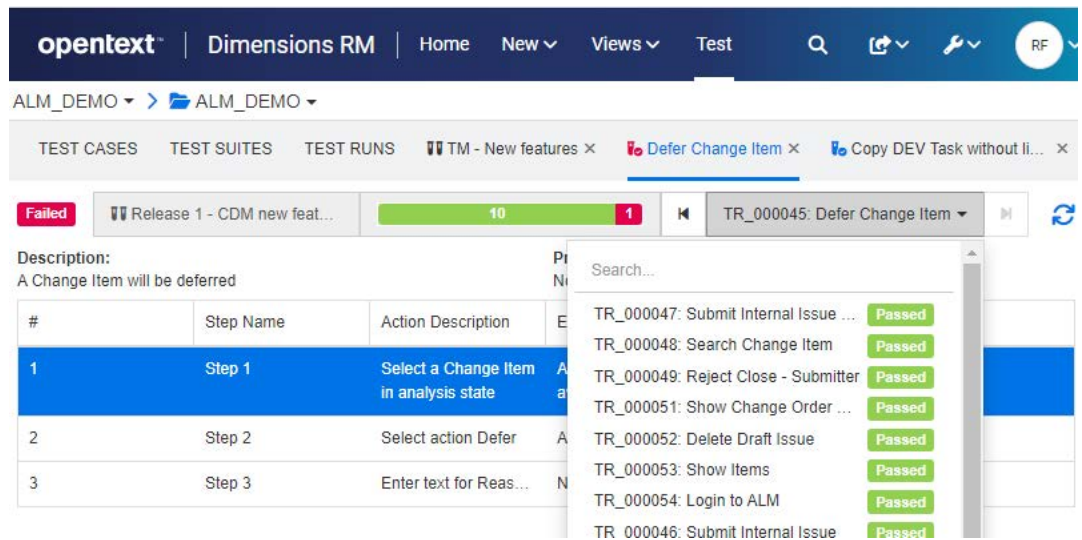 opentext™ | Dimensions RM | Home New Views Test RF
ALM_DEMO > ALM_DEMO
TEST CASES TEST SUITES TEST RUNS TM - New features × Defer Change Item × Copy DEV Task without li... ×
Failed Release 1 - CDM new feat... 10 1 TR_000045: Defer Change Item
Description:
A Change Item will be deferred
Search...
# Step Name Action Description
1 Step 1 Select a Change Item
in analysis state
2 Step 2 Select action Defer
3 Step 3 Enter text for Reas...
TR_000047: Submit Internal Issue ... Passed
TR_000048: Search Change Item Passed
TR_000049: Reject Close - Submitter Passed
TR_000051: Show Change Order ... Passed
TR_000052: Delete Draft Issue Passed
TR_000053: Show Items Passed
TR_000054: Login to ALM Passed
TR_000046: Submit Internal Issue Passed